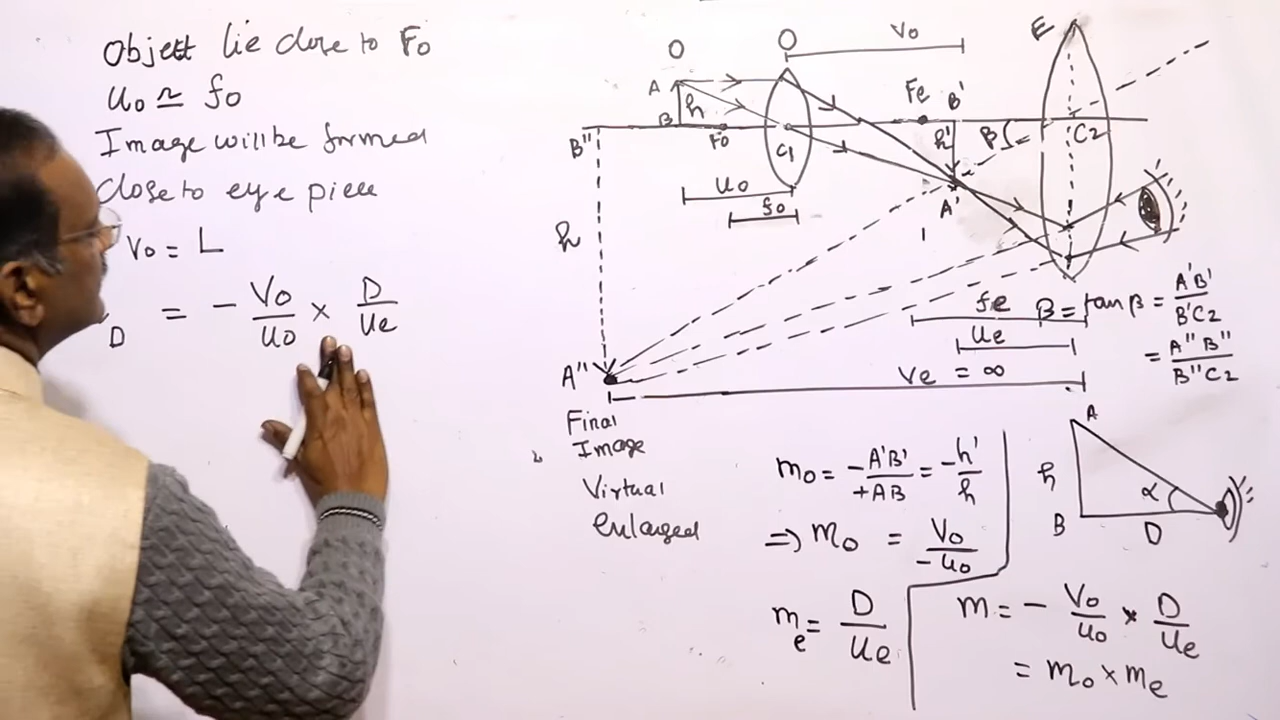 Object lie close to Fo
uo ≃ fo
Image will be formed
close to eye piece
vo = L
D = - Vo/uo × D/ue
O
O
Vo
E
A
h
B
Fo
C1
Fe
B'
h'
A'
β
C2
B"
uo
fo
h
A"
fe
ue
ve = ∞
β = tan β = A'B'/B'C2
= A"B"/B"C2
Final
Image
Virtual
enlarged
mo = -A'B'/+AB = -h'/h
⇒ mo = Vo/-uo
me = D/ue
A
h
α
B
D
m = - Vo/uo × D/ue
= mo × me